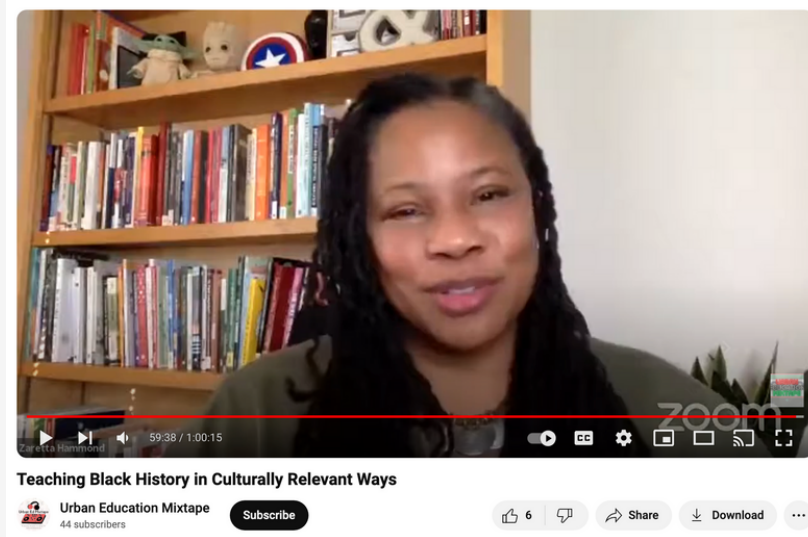 &
zoom
59:38 / 1:00:15
CC
Zaretta Hammond
Teaching Black History in Culturally Relevant Ways
Urban Education Mixtape
44 subscribers
Subscribe
6
Share
Download